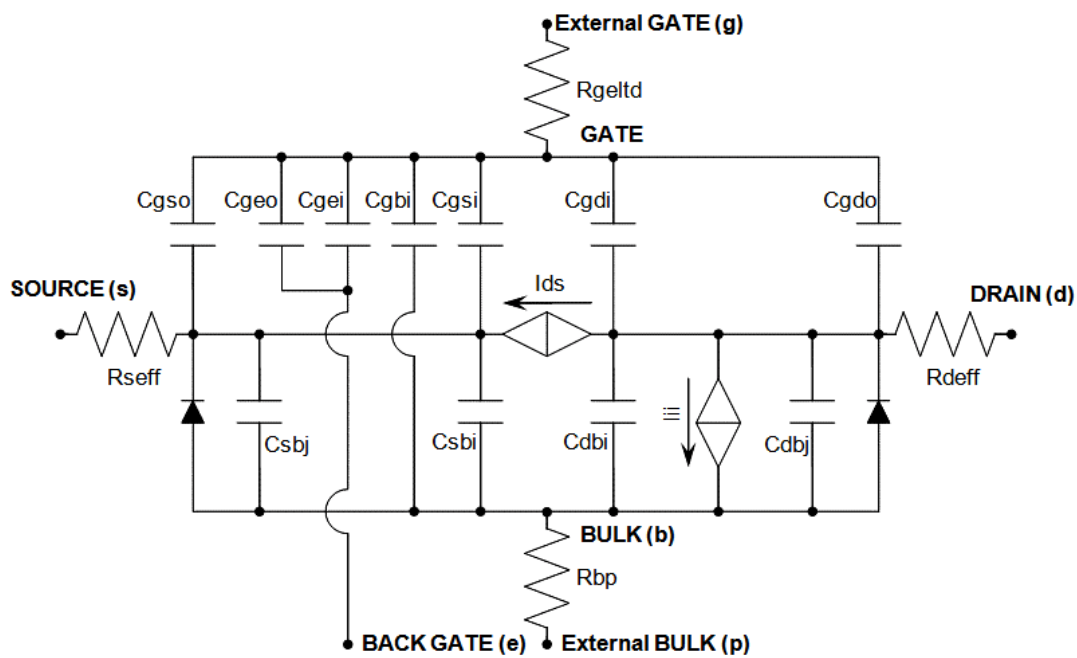 External GATE (g)
Rgeltd
GATE
Cgso
Cgeo
Cgei
Cgbi
Cgsi
Cgdi
Cgdo
SOURCE (s)
Ids
DRAIN (d)
Rseff
Rdeff
iii
Csbj
Csbi
Cdbi
Cdbj
BULK (b)
Rbp
BACK GATE (e)
External BULK (p)